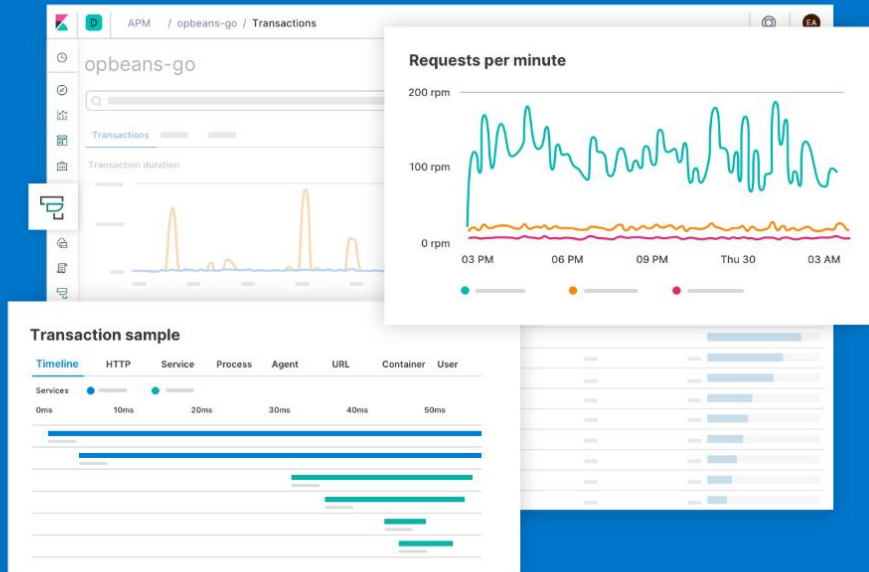 D APM / opbeans-go / Transactions EA
opbeans-go
Transactions
Transaction duration
Requests per minute
200 rpm
100 rpm
0 rpm
03 PM 06 PM 09 PM Thu 30 03 AM
Transaction sample
Timeline HTTP Service Process Agent URL Container User
Services
0ms 10ms 20ms 30ms 40ms 50ms